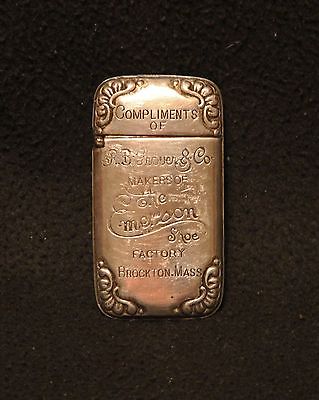 COMPLIMENTS
OF
R. B. Grover & Co
MAKERS OF
The
Emerson
Shoe
FACTORY
BROCKTON. MASS